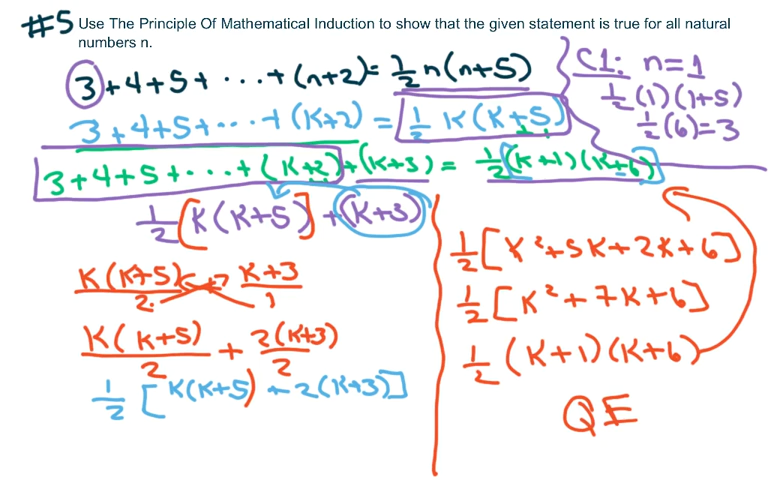 #5 Use The Principle Of Mathematical Induction to show that the given statement is true for all natural
numbers n.
3+4+5+...+(n+2)=½n(n+5)
C1: n=1
½(1)(1+5)
½(6)=3
3+4+5+...+(K+2)=½K(K+5)
3+4+5+...+(K+2)+(K+3)=½(K+1)(K+6)
½[K(K+5)]+(K+3)
K(K+5)/2 + K+3/1
K(K+5)/2 + 2(K+3)/2
½[K(K+5)+2(K+3)]
½[K²+5K+2K+6]
½[K²+7K+6]
½(K+1)(K+6)
QE